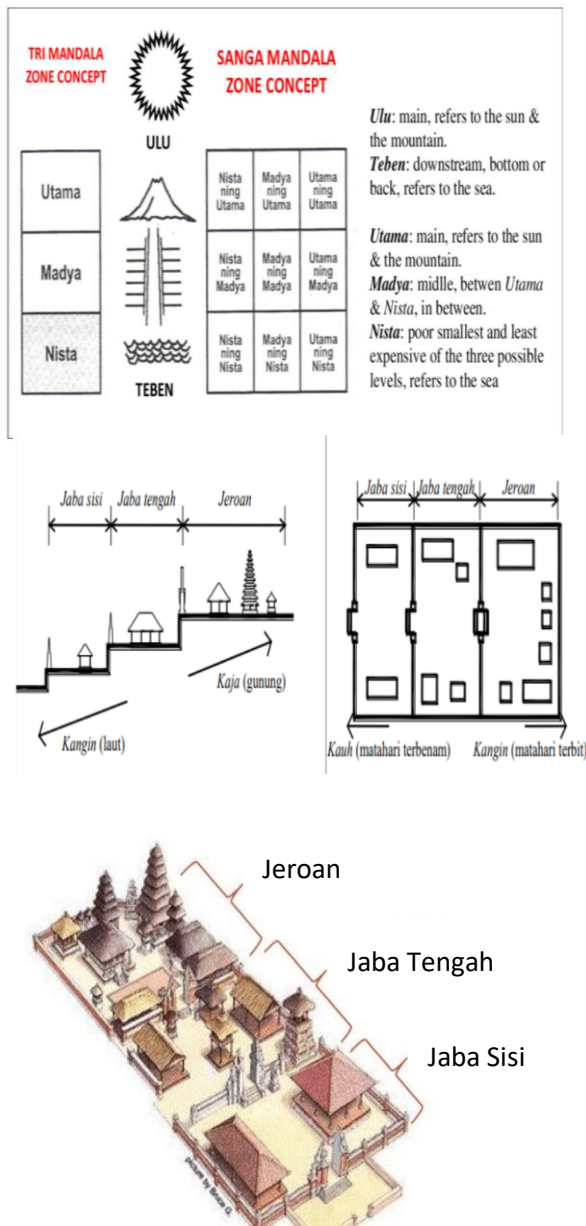 TRI MANDALA
ZONE CONCEPT
SANGA MANDALA
ZONE CONCEPT
ULU
Utama
Madya
Nista
TEBEN
Nista
ning
Utama
Madya
ning
Utama
Utama
ning
Utama
Nista
ning
Madya
Madya
ning
Madya
Utama
ning
Madya
Nista
ning
Nista
Madya
ning
Nista
Utama
ning
Nista
Ulu: main, refers to the sun &
the mountain.
Teben: downstream, bottom or
back, refers to the sea.
Utama: main, refers to the sun
& the mountain.
Madya: midlle, betwen Utama
& Nista, in between.
Nista: poor smallest and least
expensive of the three possible
levels, refers to the sea
Jaba sisi
Jaba tengah
Jeroan
Kaja (gunung)
Kangin (laut)
Jaba sisi
Jaba tengah
Jeroan
Kauh (matahari terbenam)
Kangin (matahari terbit)
Jeroan
Jaba Tengah
Jaba Sisi
picture by Bruce G.